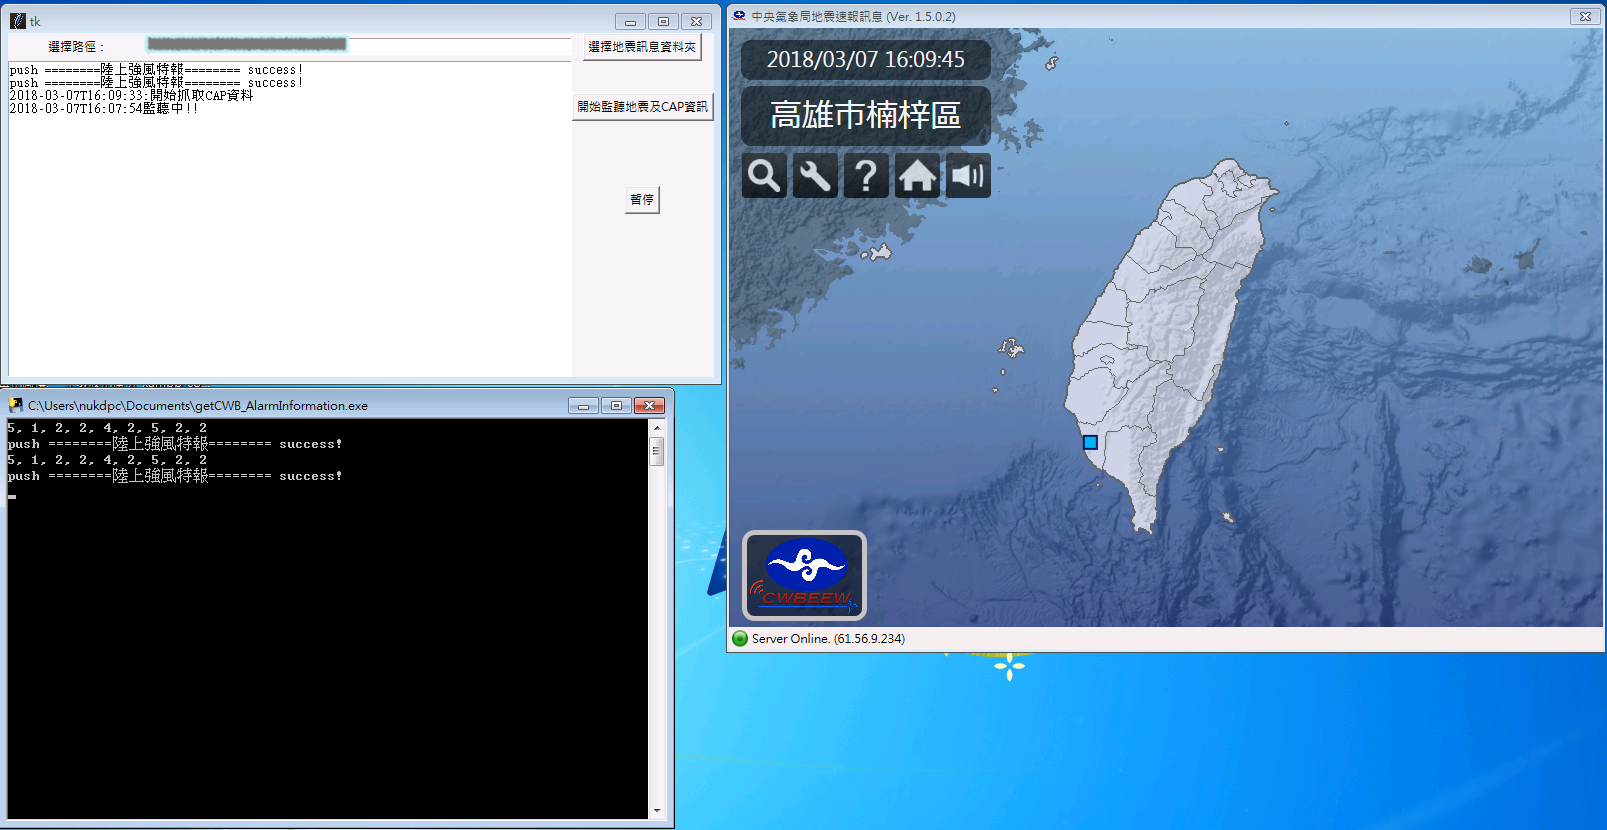 tk
選擇路徑：
選擇地震訊息資料夾
push ========陸上強風特報======== success!
push ========陸上強風特報======== success!
2018-03-07T16:09:33:開始抓取CAP資料
2018-03-07T16:07:54監聽中!!
開始監聽地震及CAP資訊
暫停
C:\Users\nukdpc\Documents\getCWB_AlarmInformation.exe
5, 1, 2, 2, 4, 2, 5, 2, 2
push ========陸上強風特報======== success!
5, 1, 2, 2, 4, 2, 5, 2, 2
push ========陸上強風特報======== success!
中央氣象局地震速報訊息 (Ver. 1.5.0.2)
2018/03/07 16:09:45
高雄市楠梓區
?
CWBEEW
Server Online. (61.56.9.234)